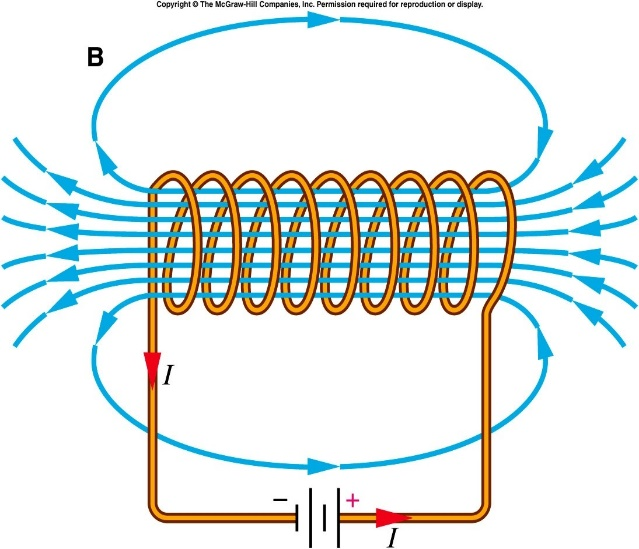 Copyright © The McGraw-Hill Companies, Inc. Permission required for reproduction or display.
B
I
− +
I